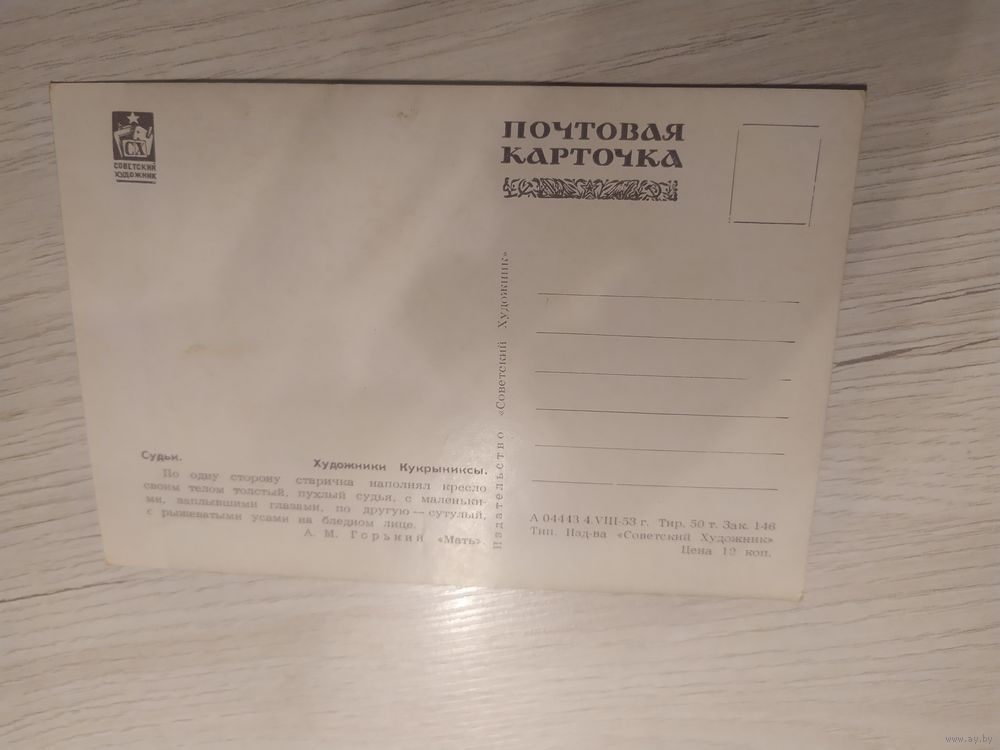 СХ
СОВЕТСКИЙ
ХУДОЖНИК
ПОЧТОВАЯ
КАРТОЧКА
Издательство «Советский Художник»
Судьи.
Художники Кукрыниксы.
По одну сторону старичка наполнял кресло
своим телом толстый, пухлый судья, с маленьки-
ми, заплывшими глазами, по другую — сутулый,
с рыжеватыми усами на бледном лице.
А. М. Горький «Мать».
А 04443 4.VIII-53 г. Тир. 50 т. Зак. 146
Тип. Изд-ва «Советский Художник»
Цена 19 коп.
www.ay.by